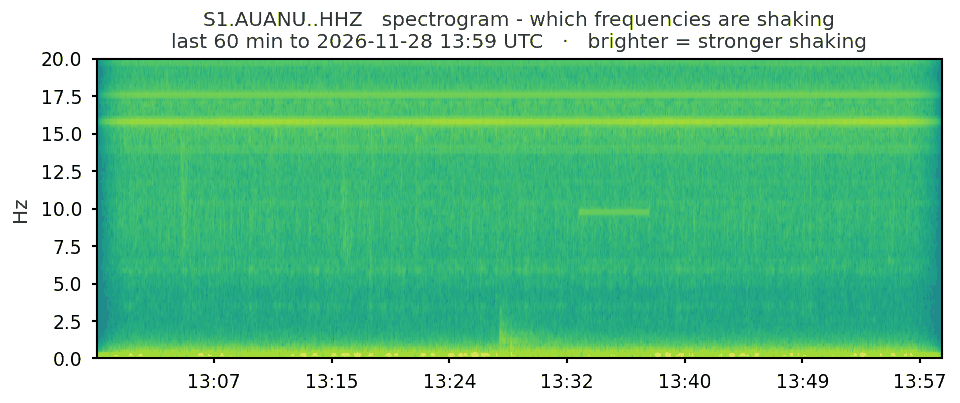 S1.AUANU..HHZ   spectrogram - which frequencies are shaking
last 60 min to 2026-11-28 13:59 UTC   ·   brighter = stronger shaking
20.0
17.5
15.0
12.5
10.0
7.5
5.0
2.5
0.0
Hz
13:07 13:15 13:24 13:32 13:40 13:49 13:57